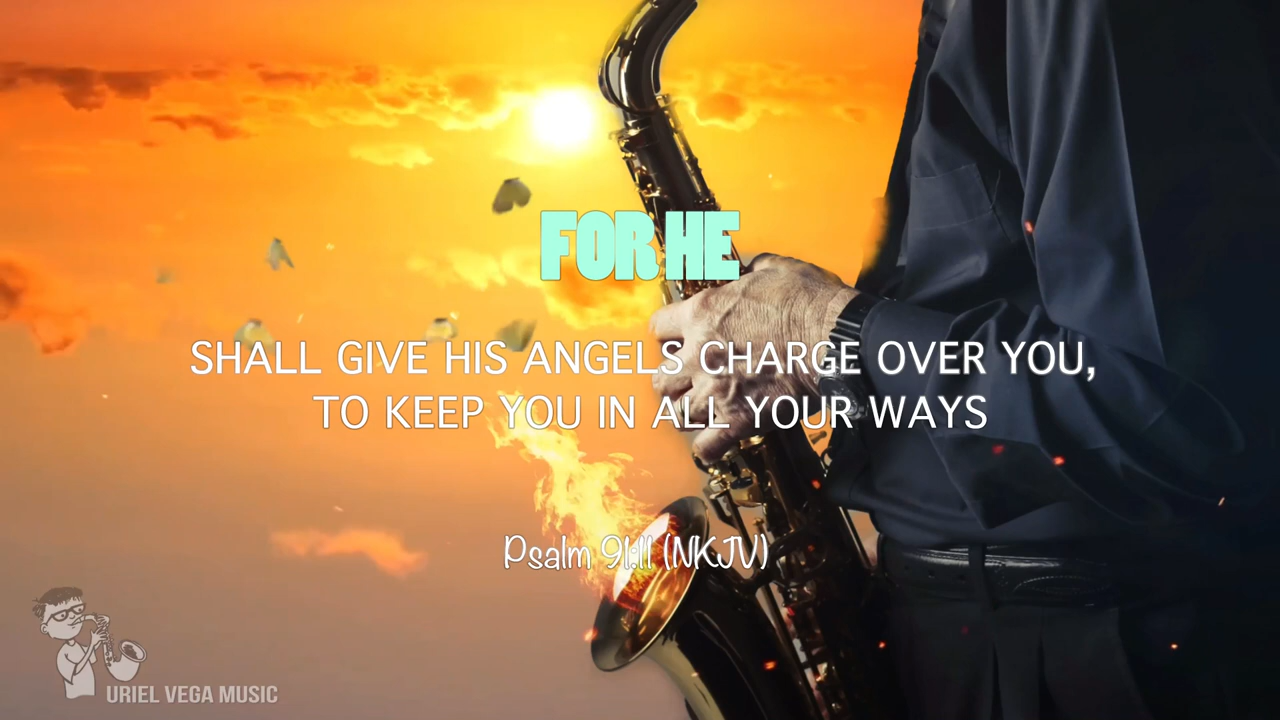 FOR HE
SHALL GIVE HIS ANGELS CHARGE OVER YOU,
TO KEEP YOU IN ALL YOUR WAYS
Psalm 91:11 (NKJV)
URIEL VEGA MUSIC